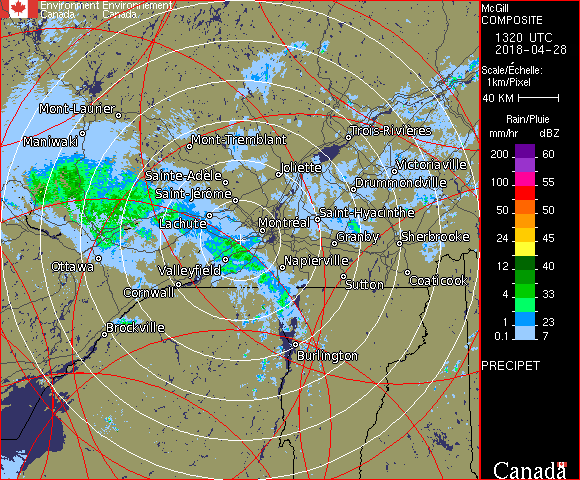 Environment Environnement
Canada Canada
McGill
COMPOSITE
1320 UTC
2018-04-28
Scale/Échelle:
1km/Pixel
40 KM
Rain/Pluie
mm/hr dBZ
200 60
100 55
50 50
24 45
12 40
4 33
1 23
0.1 7
PRECIPET
Mont-Laurier
Maniwaki
Mont-Tremblant
Trois-Rivières
Joliette
Victoriaville
Sainte-Adèle
Drummondville
Saint-Jérôme
Saint-Hyacinthe
Lachute
Montréal
Granby
Sherbrooke
Ottawa
Valleyfield
Napierville
Cornwall
Sutton
Coaticook
Brockville
Burlington
Canada